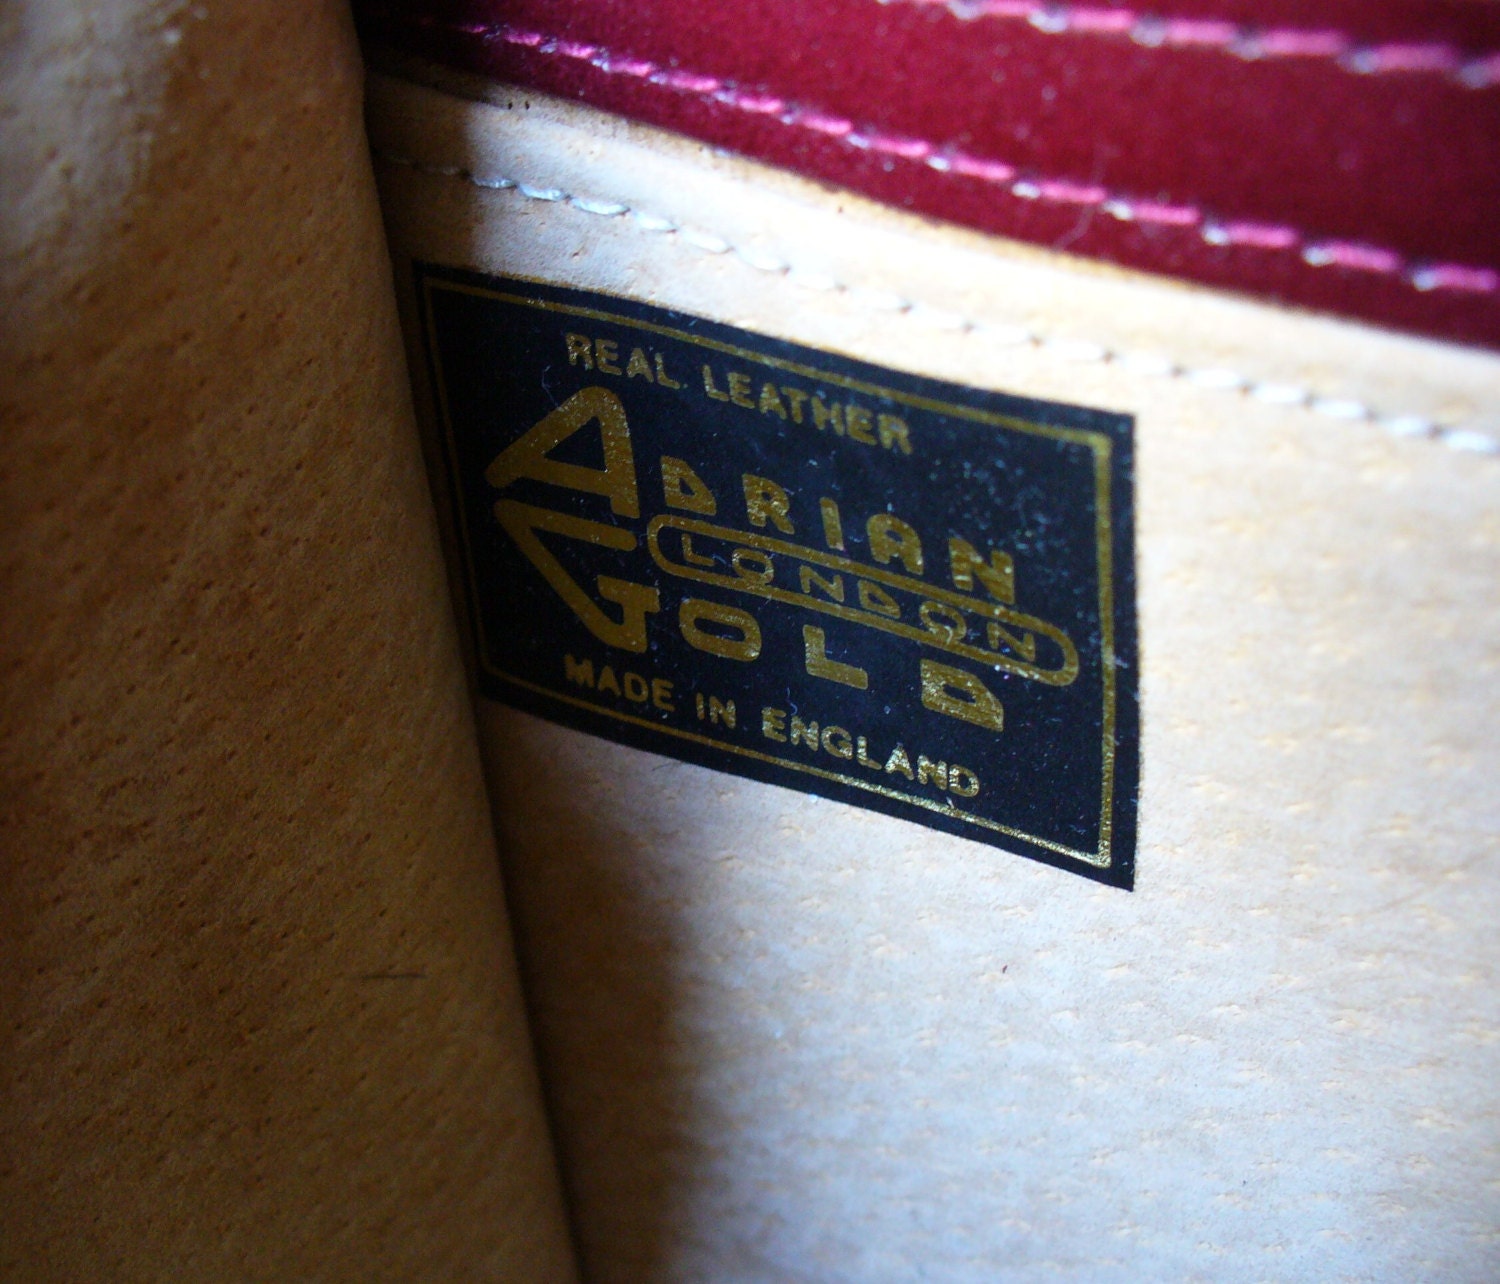 REAL LEATHER
ADRIAN
LONDON
GOLD
MADE IN ENGLAND